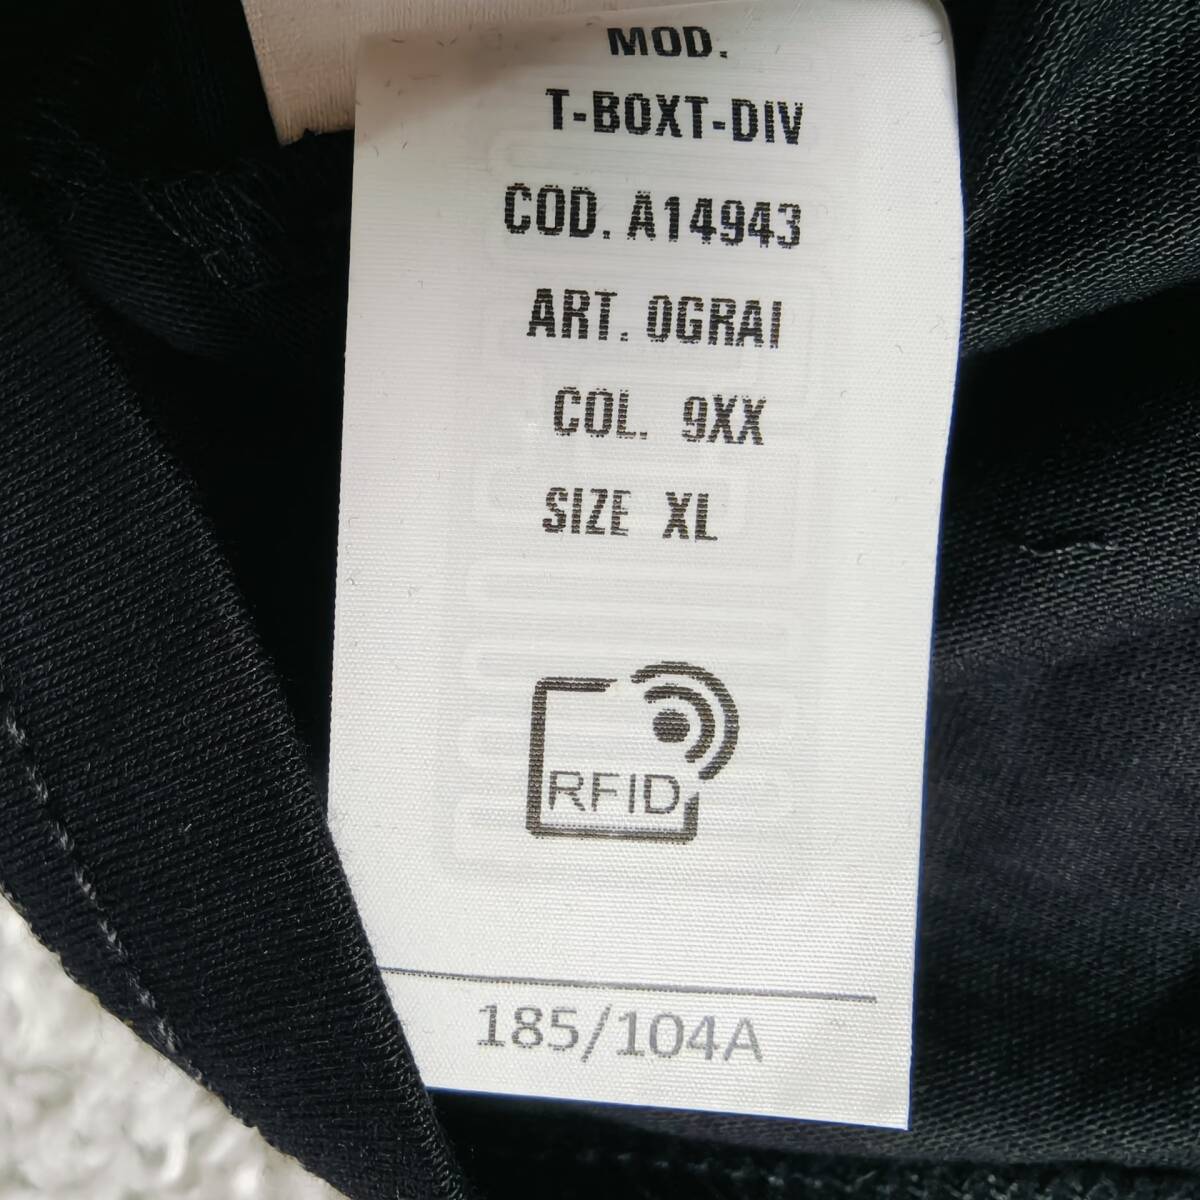 MOD.
T-BOXT-DIV
COD. A14943
ART. 0GRAI
COL. 9XX
SIZE XL
RFID
185/104A